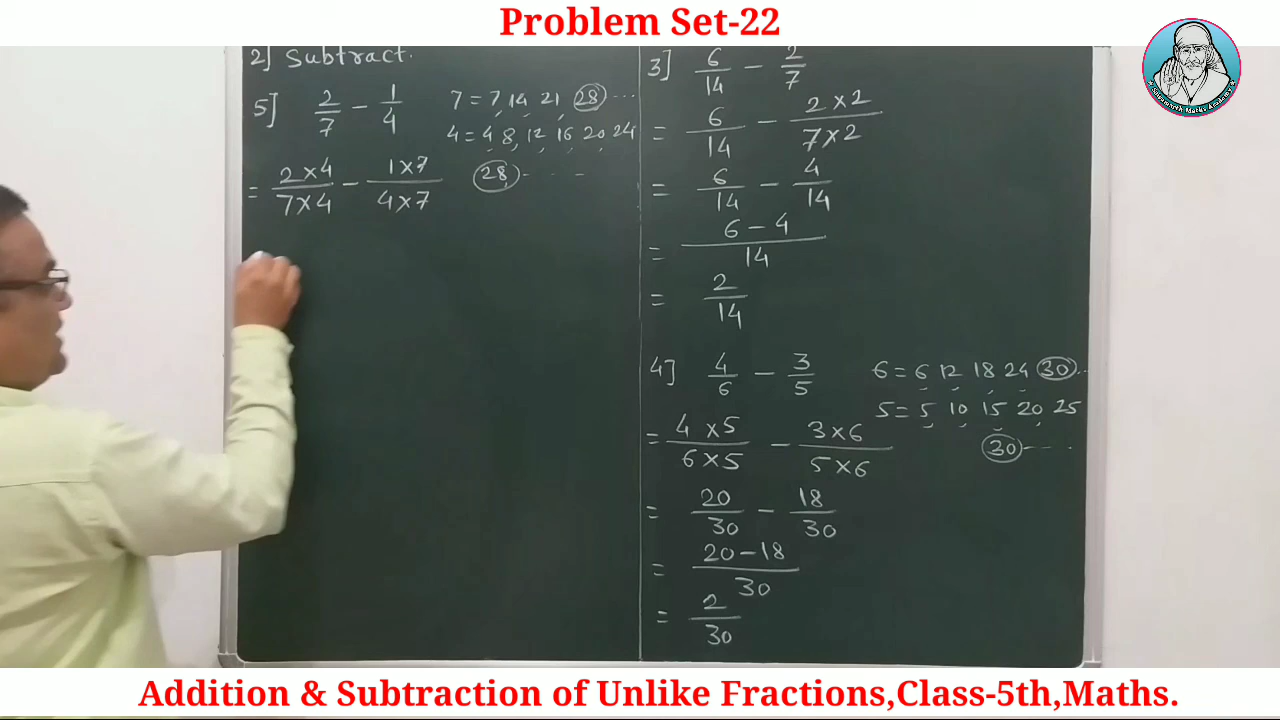 Problem Set-22
2] Subtract.
5] 2/7 - 1/4
7 = 7, 14, 21, 28 ...
4 = 4, 8, 12, 16, 20, 24
28, - - - -
= 2×4/7×4 - 1×7/4×7
3] 6/14 - 2/7
= 6/14 - 2×2/7×2
= 6/14 - 4/14
= 6-4/14
= 2/14
4] 4/6 - 3/5
6 = 6 12 18 24 30 ...
5 = 5 10 15 20 25
30 - - - -
= 4×5/6×5 - 3×6/5×6
= 20/30 - 18/30
= 20-18/30
= 2/30
Addition & Subtraction of Unlike Fractions,Class-5th,Maths.